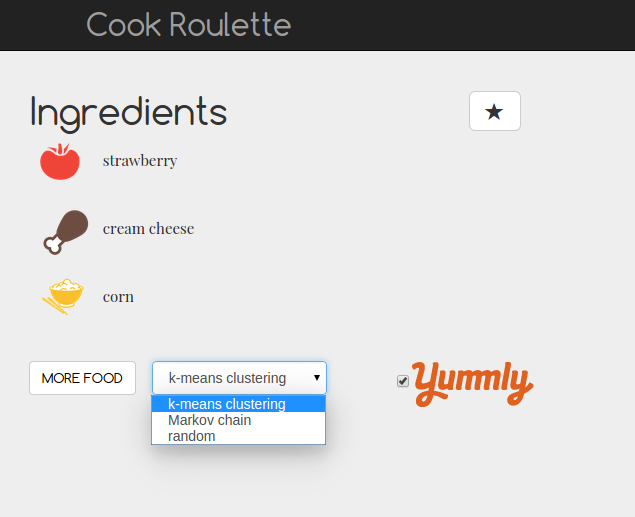 Cook Roulette
Ingredients
★
strawberry
cream cheese
corn
MORE FOOD
k-means clustering
Yummly
k-means clustering
Markov chain
random